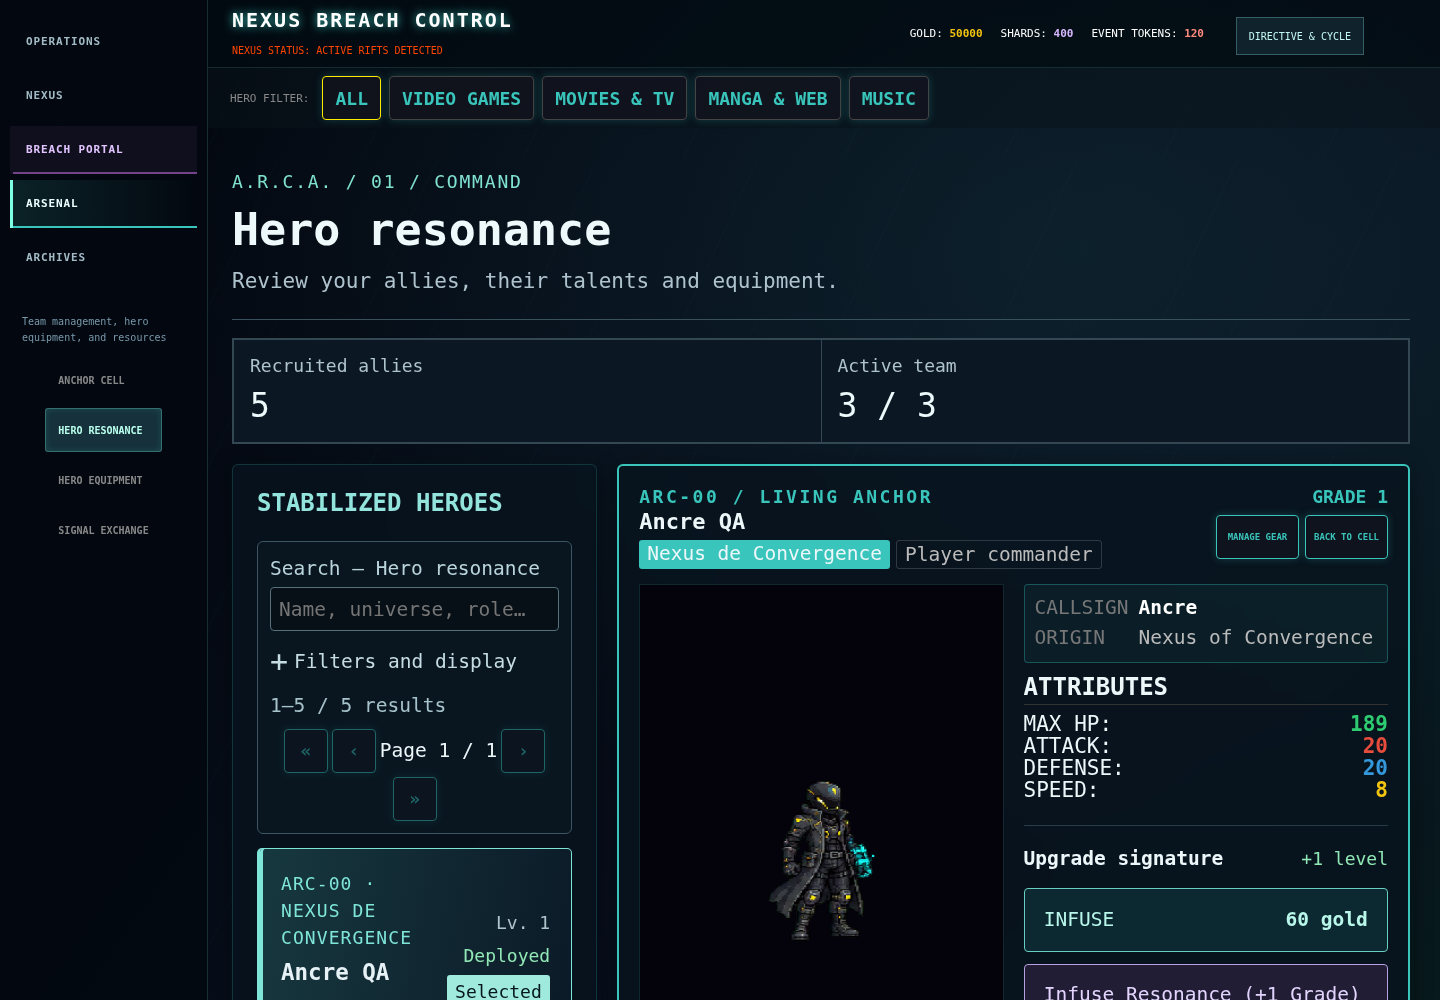 OPERATIONS
NEXUS
BREACH PORTAL
ARSENAL
ARCHIVES
Team management, hero
equipment, and resources
ANCHOR CELL
HERO RESONANCE
HERO EQUIPMENT
SIGNAL EXCHANGE
NEXUS BREACH CONTROL
NEXUS STATUS: ACTIVE RIFTS DETECTED
GOLD: 50000 SHARDS: 400 EVENT TOKENS: 120
DIRECTIVE & CYCLE
HERO FILTER: ALL VIDEO GAMES MOVIES & TV MANGA & WEB MUSIC
A.R.C.A. / 01 / COMMAND
Hero resonance
Review your allies, their talents and equipment.
Recruited allies
5
Active team
3 / 3
STABILIZED HEROES
Search — Hero resonance
Name, universe, role…
+ Filters and display
1–5 / 5 results
« ‹ Page 1 / 1 ›
»
ARC-00 ·
NEXUS DE
CONVERGENCE
Ancre QA
Lv. 1
Deployed
Selected
ARC-00 / LIVING ANCHOR
GRADE 1
Ancre QA
MANAGE GEAR BACK TO CELL
Nexus de Convergence Player commander
CALLSIGN Ancre
ORIGIN Nexus of Convergence
ATTRIBUTES
MAX HP: 189
ATTACK: 20
DEFENSE: 20
SPEED: 8
Upgrade signature +1 level
INFUSE 60 gold
Infuse Resonance (+1 Grade)